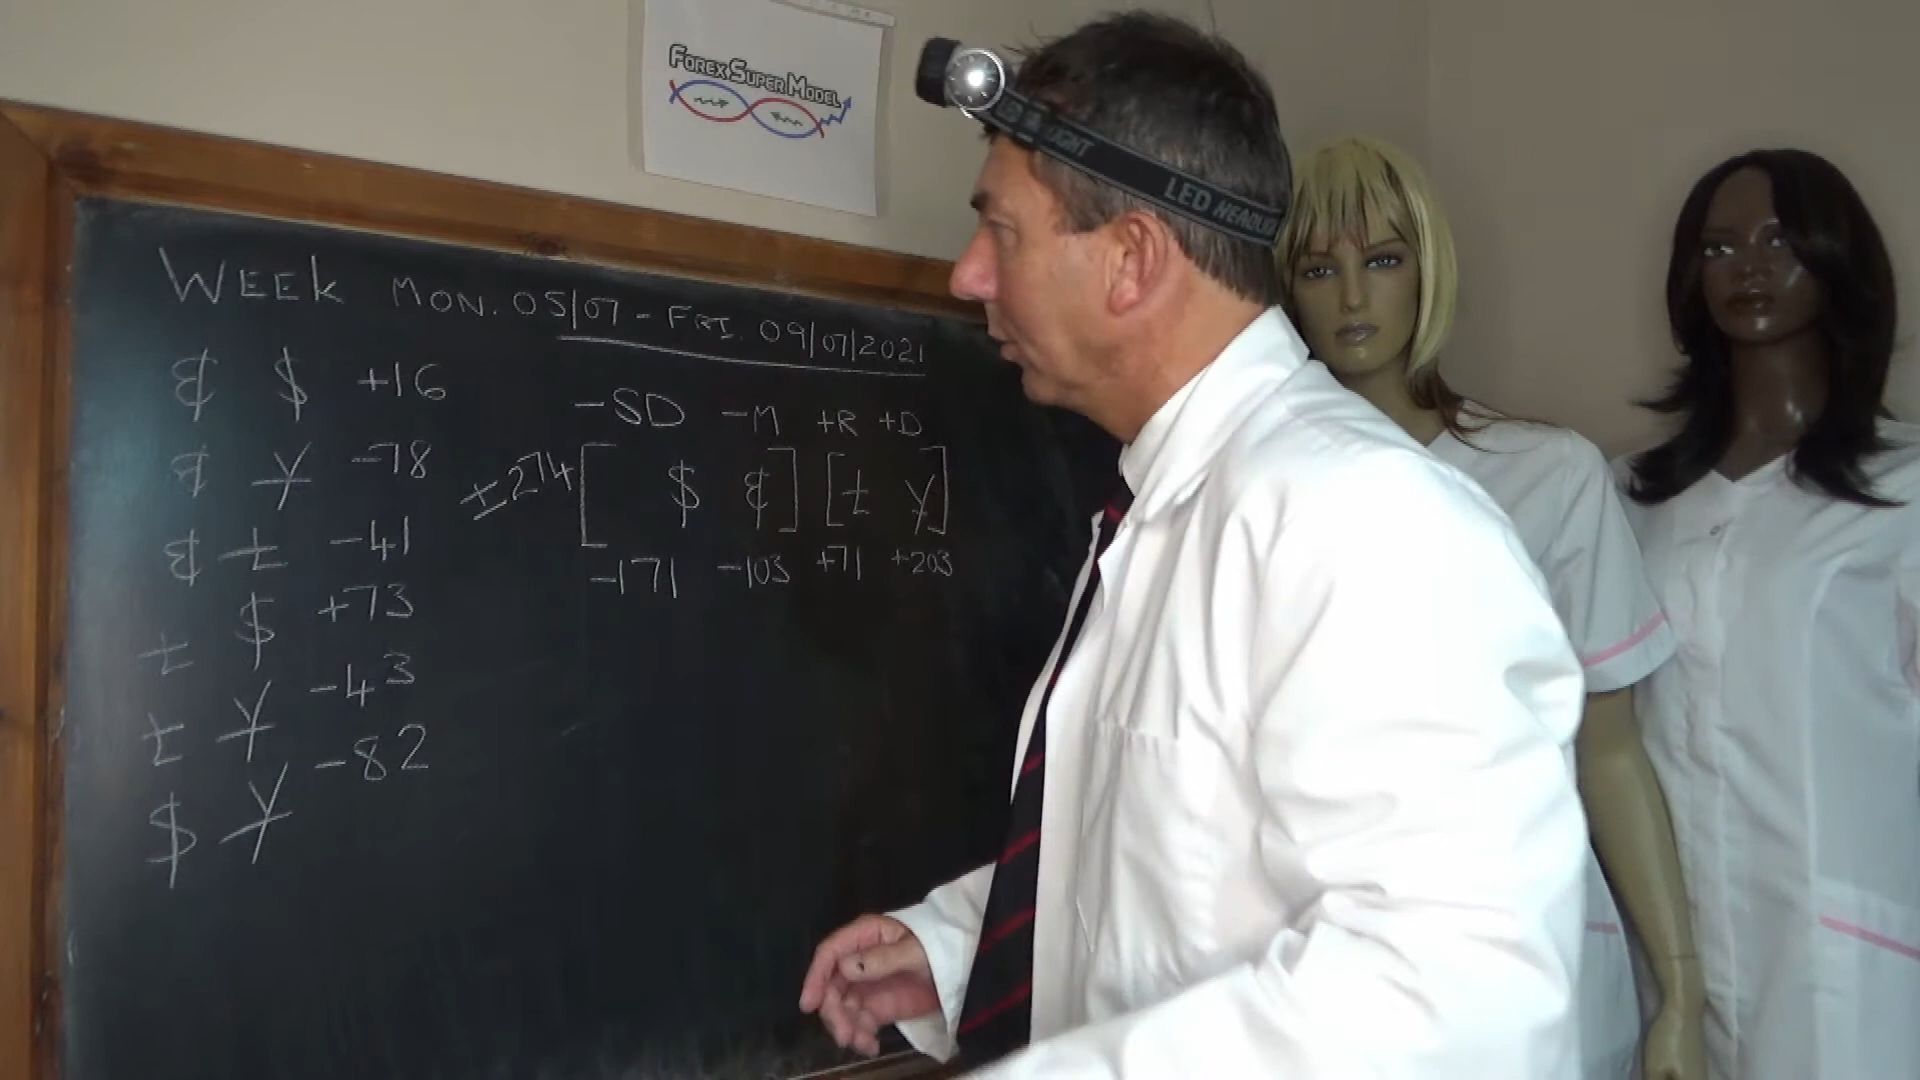 FOREX SUPER MODEL
LED HEADLIGHT
WEEK MON. 05/07 - FRI. 09/07/2021
$ +16
¥ -78
-41
$ +73
¥ -43
$ ¥ -82
-SD -M +R +D
±274 [ $ ] [ ¥ ]
-171 -103 +71 +203